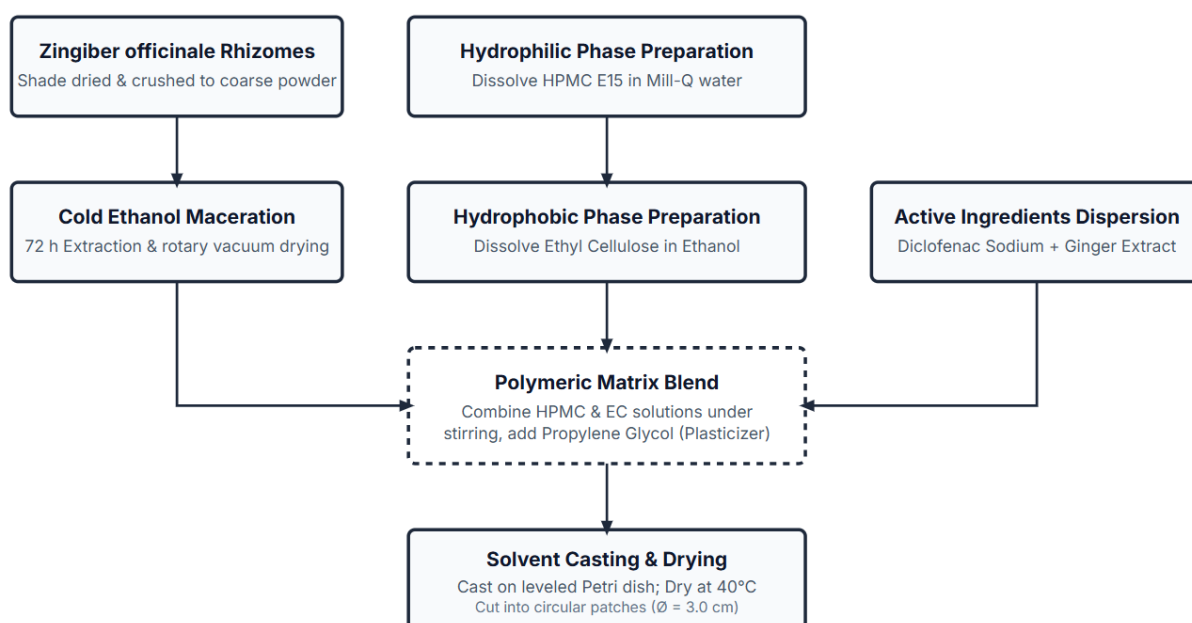 Zingiber officinale Rhizomes
Shade dried & crushed to coarse powder
Hydrophilic Phase Preparation
Dissolve HPMC E15 in Mill-Q water
Cold Ethanol Maceration
72 h Extraction & rotary vacuum drying
Hydrophobic Phase Preparation
Dissolve Ethyl Cellulose in Ethanol
Active Ingredients Dispersion
Diclofenac Sodium + Ginger Extract
Polymeric Matrix Blend
Combine HPMC & EC solutions under
stirring, add Propylene Glycol (Plasticizer)
Solvent Casting & Drying
Cast on leveled Petri dish; Dry at 40°C
Cut into circular patches (Ø = 3.0 cm)